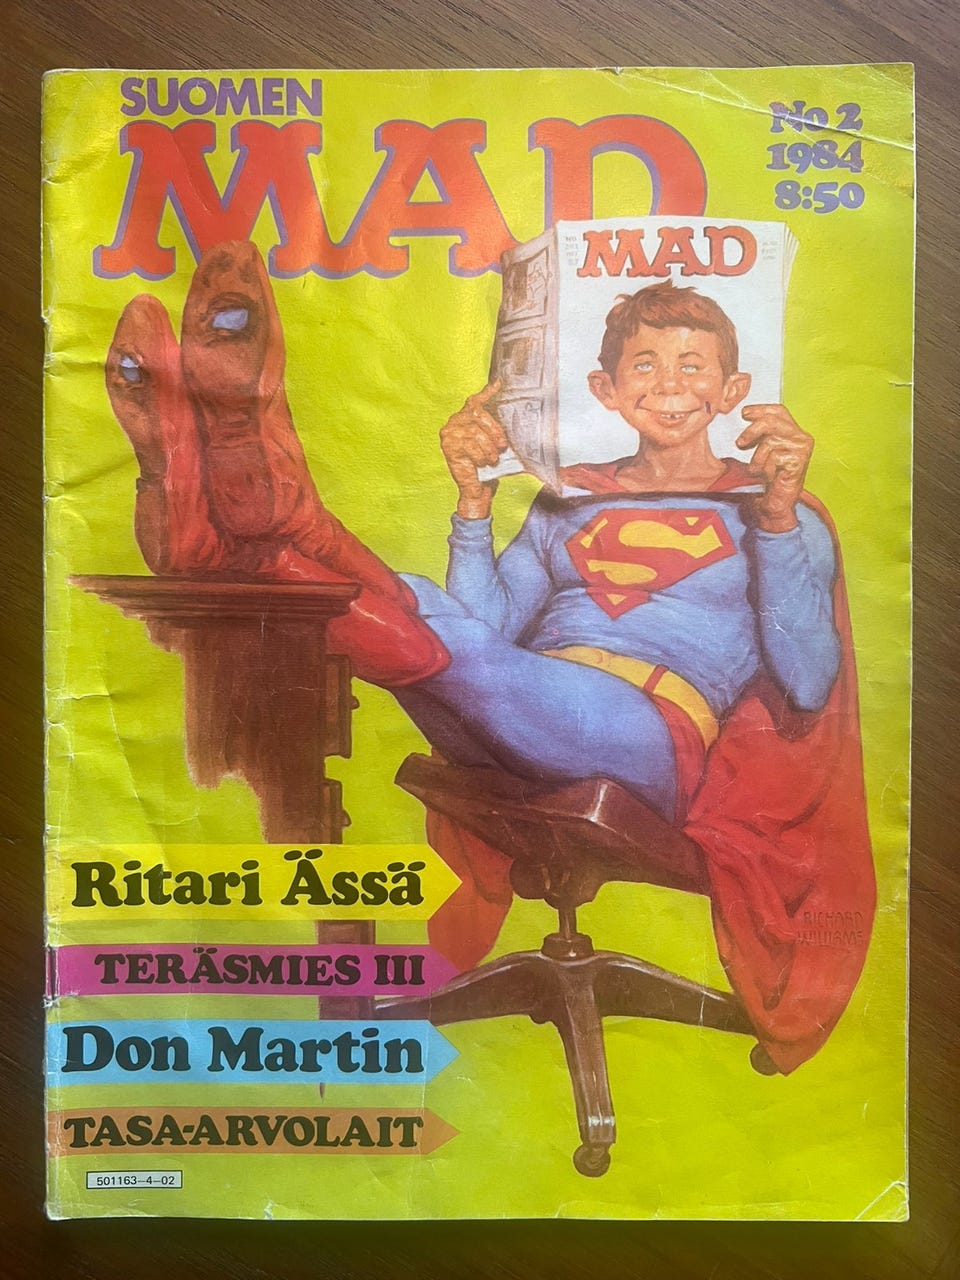 SUOMEN
MAD
No 2
1984
8:50
MAD
S
Ritari Ässä
TERÄSMIES III
Don Martin
TASA-ARVOLAIT
RICHARD
WILLIAMS
501163-4-02